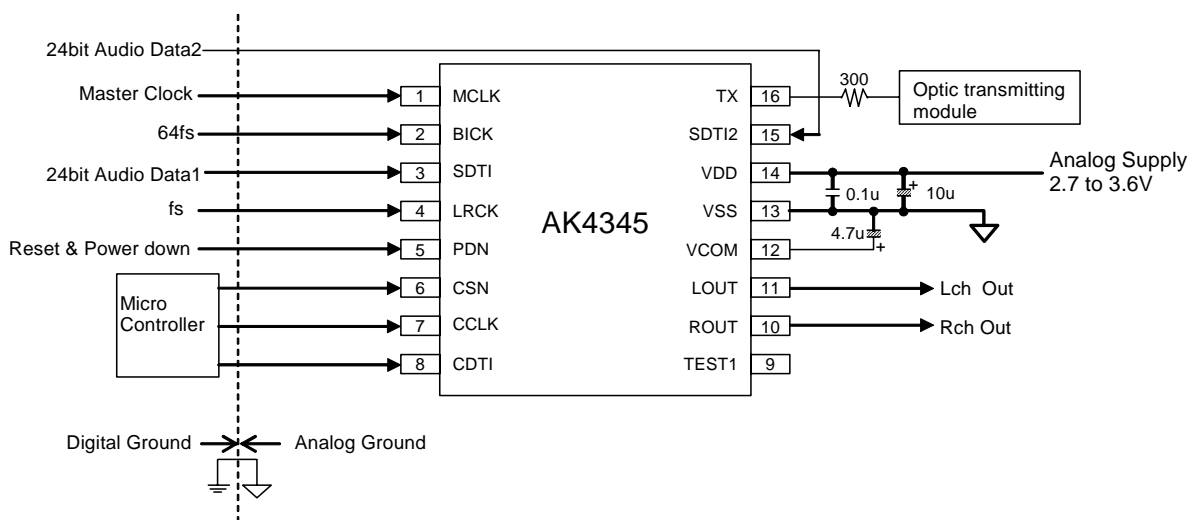 24bit Audio Data2
Master Clock
64fs
24bit Audio Data1
fs
Reset & Power down
Micro
Controller
1 MCLK
2 BICK
3 SDTI
4 LRCK
5 PDN
6 CSN
7 CCLK
8 CDTI
AK4345
TX 16
SDTI2 15
VDD 14
VSS 13
VCOM 12
LOUT 11
ROUT 10
TEST1 9
300
Optic transmitting
module
Analog Supply
2.7 to 3.6V
0.1u
+
10u
4.7u
+
Lch Out
Rch Out
Digital Ground
Analog Ground